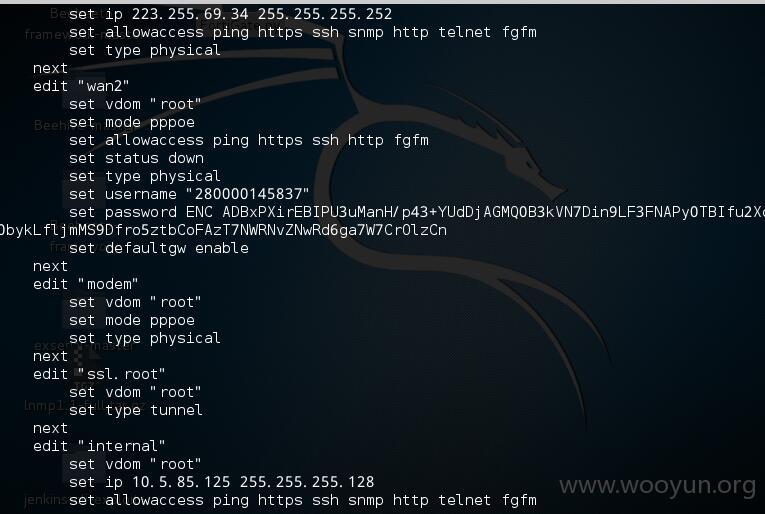 set ip 223.255.69.34 255.255.255.252
set allowaccess ping https ssh snmp http telnet fgfm
set type physical
next
edit "wan2"
set vdom "root"
set mode pppoe
set allowaccess ping https ssh http fgfm
set status down
set type physical
set username "280000145837"
set password ENC ADBxPXirEBIPU3uManH/p43+YUdDjAGMQOB3kVN7Din9LF3FNAPyOTBIfu2Xc
ObykLfljmMS9Dfro5ztbCoFAzT7NWRNvZNwRd6ga7W7CrOlzCn
set defaultgw enable
next
edit "modem"
set vdom "root"
set mode pppoe
set type physical
next
edit "ssl.root"
set vdom "root"
set type tunnel
next
edit "internal"
set vdom "root"
set ip 10.5.85.125 255.255.255.128
set allowaccess ping https ssh snmp http telnet fgfm
www.wooyun.org